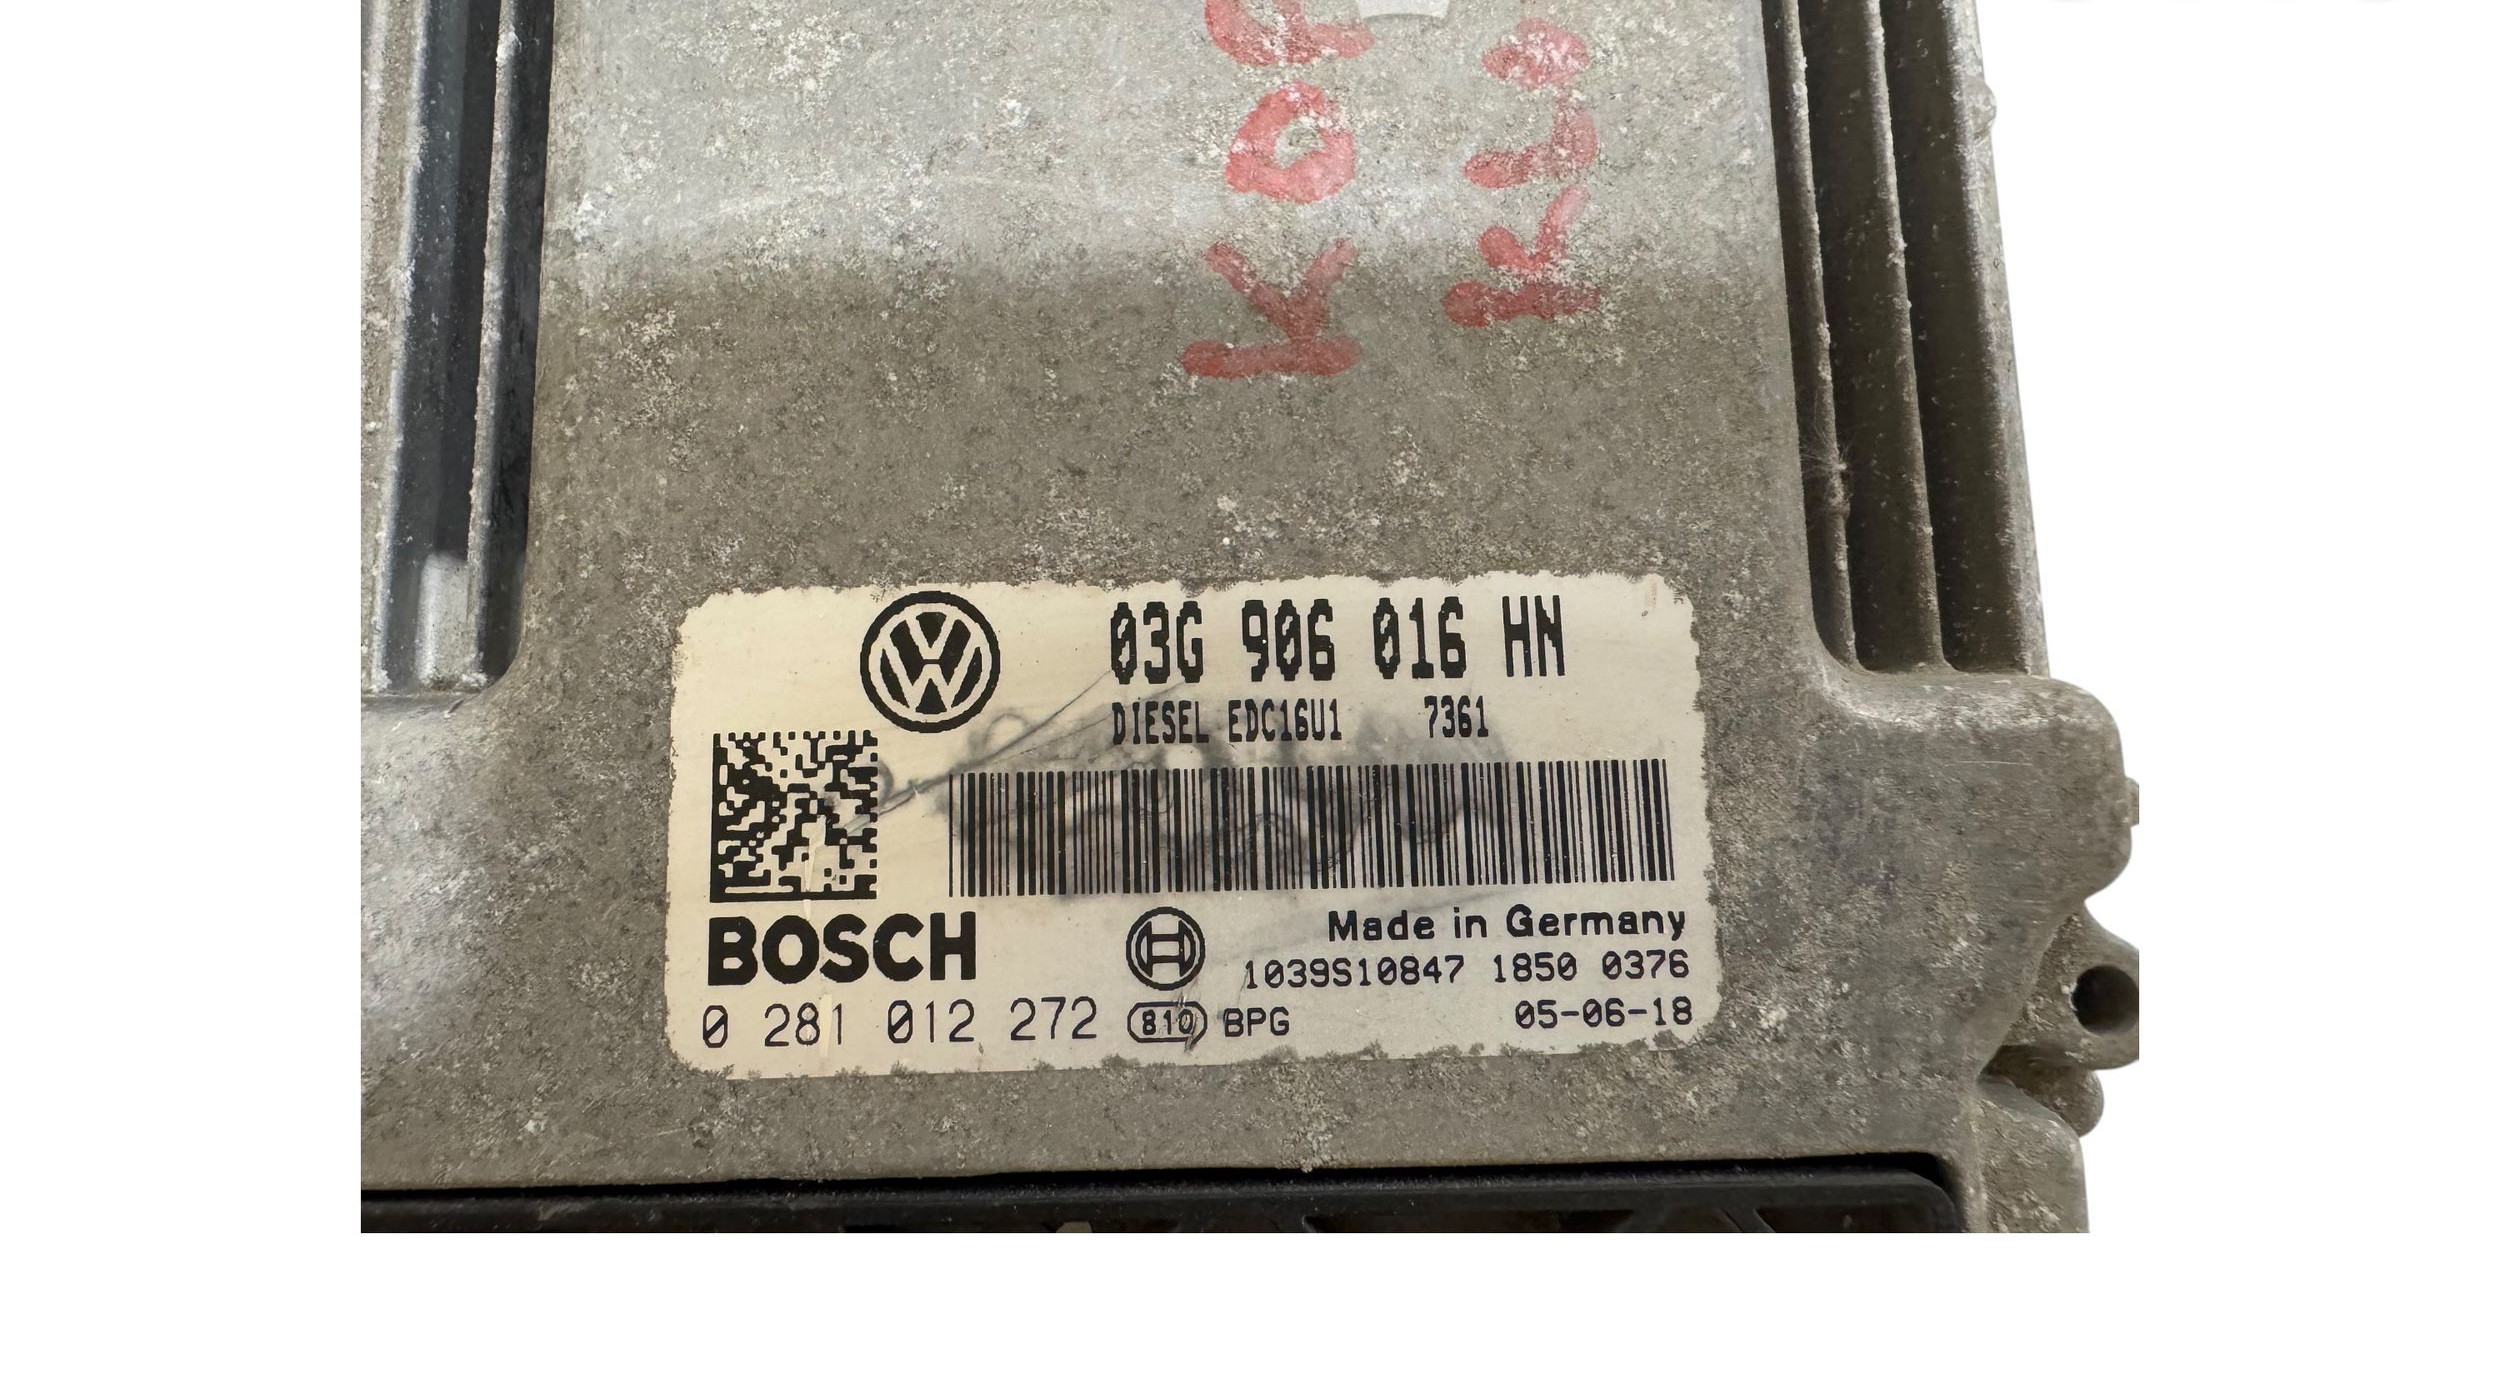 03G 906 016 HN
DIESEL EDC16U1 7361
BOSCH
Made in Germany
1039S10847 1850 0376
0 281 012 272 810 BPG 05-06-18